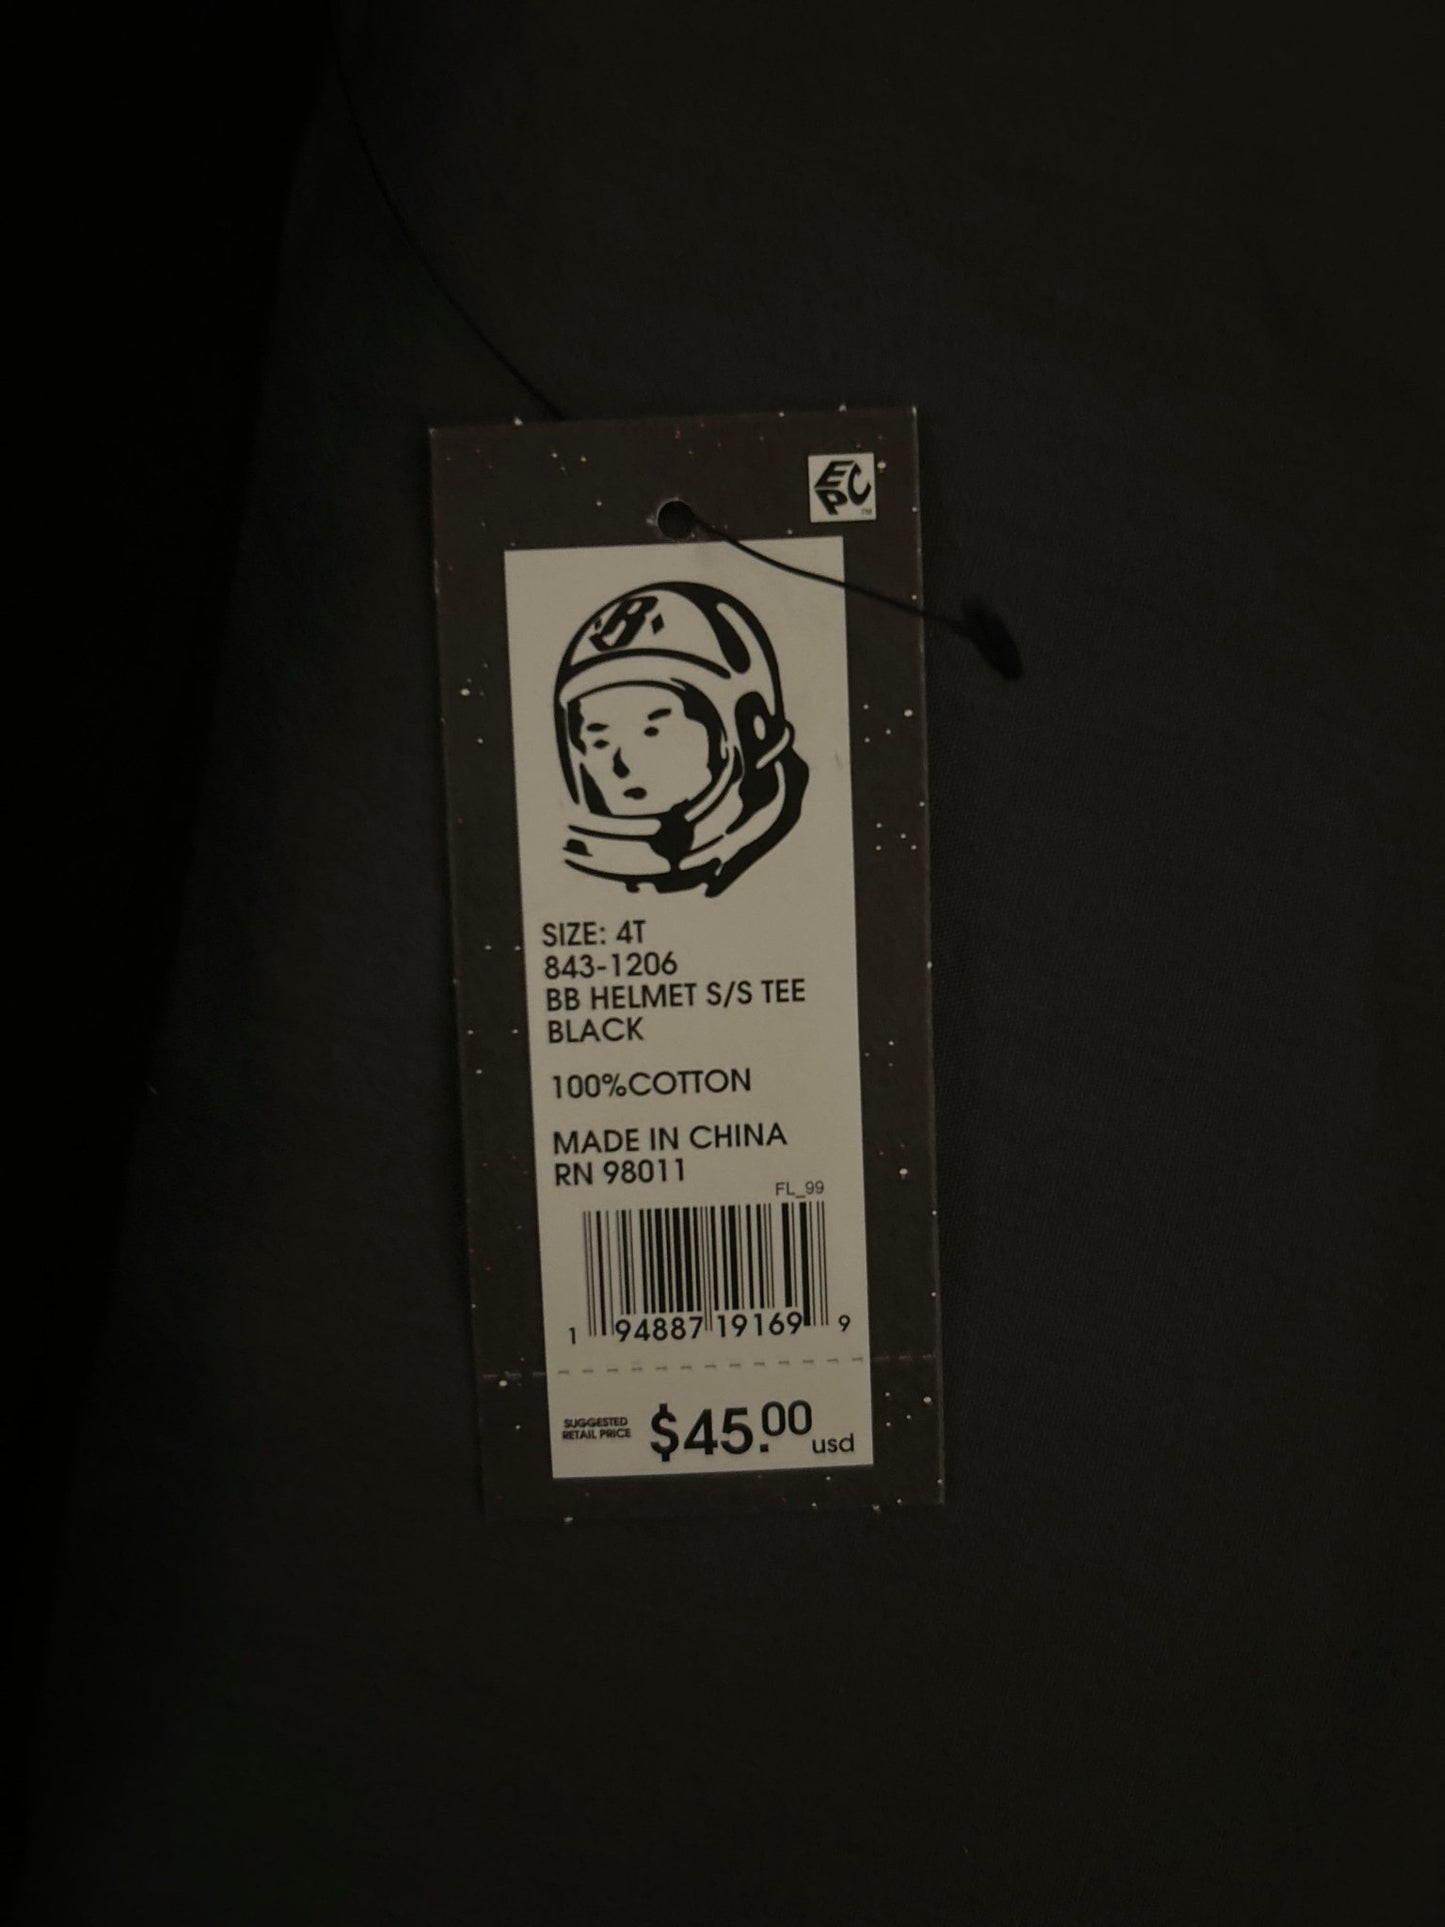 EPC
TM
B
SIZE: 4T
843-1206
BB HELMET S/S TEE
BLACK
100%COTTON
MADE IN CHINA
RN 98011
FL_99
1 94887 19169 9
SUGGESTED
RETAIL PRICE
$45.00 usd